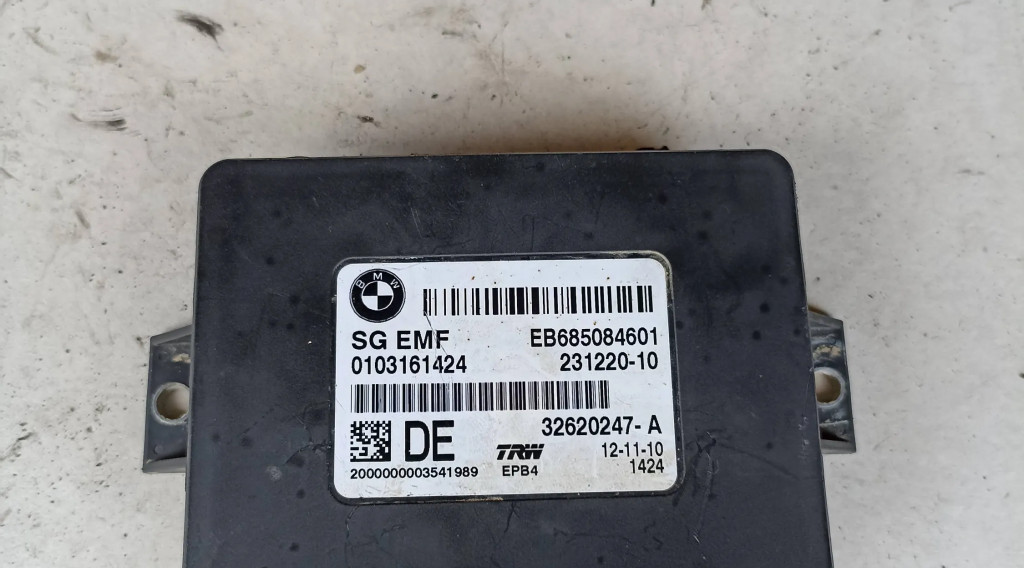 BMW
SG EMF EB685084601
0103161424 231220-10
32620247- A
DE TRW 12-11-10
2000000003541989 EPB4 1424